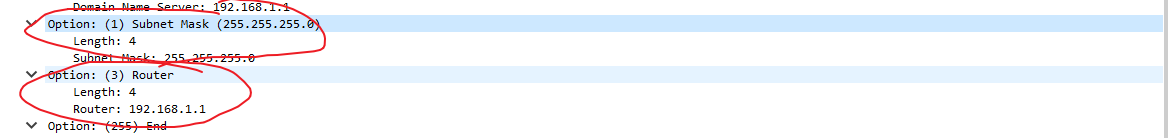 Domain Name Server: 192.168.1.1
Option: (1) Subnet Mask (255.255.255.0)
Length: 4
Subnet Mask: 255.255.255.0
Option: (3) Router
Length: 4
Router: 192.168.1.1
Option: (255) End